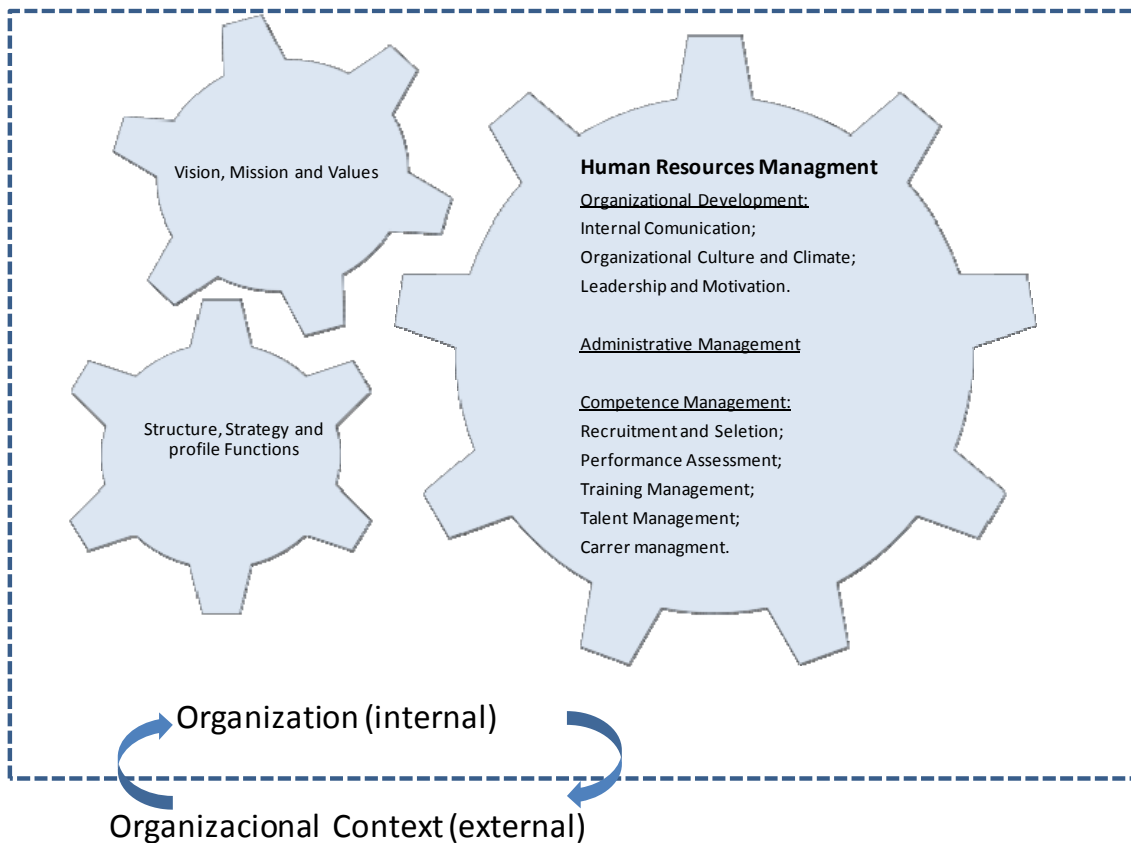 Vision, Mission and Values
Structure, Strategy and
profile Functions
Human Resources Managment
Organizational Development:
Internal Comunication;
Organizational Culture and Climate;
Leadership and Motivation.
Administrative Management
Competence Management:
Recruitment and Seletion;
Performance Assessment;
Training Management;
Talent Management;
Carrer managment.
Organization (internal)
Organizacional Context (external)